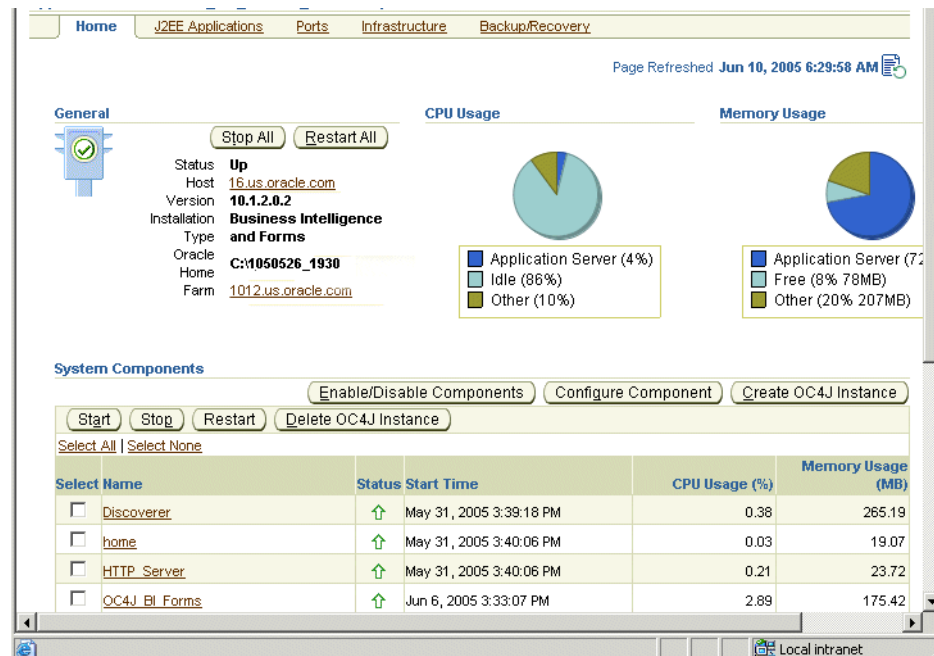 Home J2EE Applications Ports Infrastructure Backup/Recovery
Page Refreshed Jun 10, 2005 6:29:58 AM
General
Stop All Restart All
Status Up
Host 16.us.oracle.com
Version 10.1.2.0.2
Installation Type Business Intelligence and Forms
Oracle Home C:\1050526_1930
Farm 1012.us.oracle.com
CPU Usage
Application Server (4%)
Idle (86%)
Other (10%)
Memory Usage
Application Server (72
Free (8% 78MB)
Other (20% 207MB)
System Components
Enable/Disable Components Configure Component Create OC4J Instance
Start Stop Restart Delete OC4J Instance
Select All | Select None
Select Name Status Start Time CPU Usage (%) Memory Usage (MB)
Discoverer May 31, 2005 3:39:18 PM 0.38 265.19
home May 31, 2005 3:40:06 PM 0.03 19.07
HTTP_Server May 31, 2005 3:40:06 PM 0.21 23.72
OC4J_BI_Forms Jun 6, 2005 3:33:07 PM 2.89 175.42
Local intranet